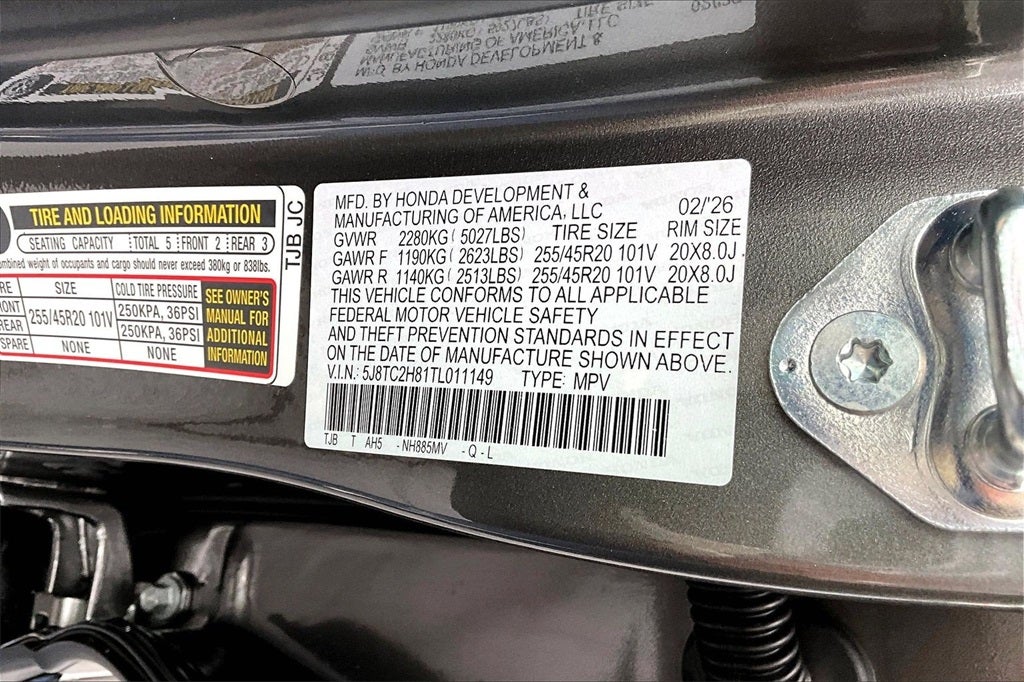 TIRE AND LOADING INFORMATION
SEATING CAPACITY TOTAL 5 FRONT 2 REAR 3
combined weight of occupants and cargo should never exceed 380kg or 838lbs.
SIZE COLD TIRE PRESSURE
FRONT 255/45R20 101V 250KPA, 36PSI
REAR 250KPA, 36PSI
SPARE NONE NONE
SEE OWNER'S
MANUAL FOR
ADDITIONAL
INFORMATION
TJB JC
MFD. BY HONDA DEVELOPMENT &
MANUFACTURING OF AMERICA, LLC 02/'26
GVWR 2280KG ( 5027LBS) TIRE SIZE RIM SIZE
GAWR F 1190KG ( 2623LBS) 255/45R20 101V 20X8.0J
GAWR R 1140KG ( 2513LBS) 255/45R20 101V 20X8.0J
THIS VEHICLE CONFORMS TO ALL APPLICABLE
FEDERAL MOTOR VEHICLE SAFETY
AND THEFT PREVENTION STANDARDS IN EFFECT
ON THE DATE OF MANUFACTURE SHOWN ABOVE.
V.I.N.: 5J8TC2H81TL011149 TYPE: MPV
TJB T AH5 - NH885MV - Q - L